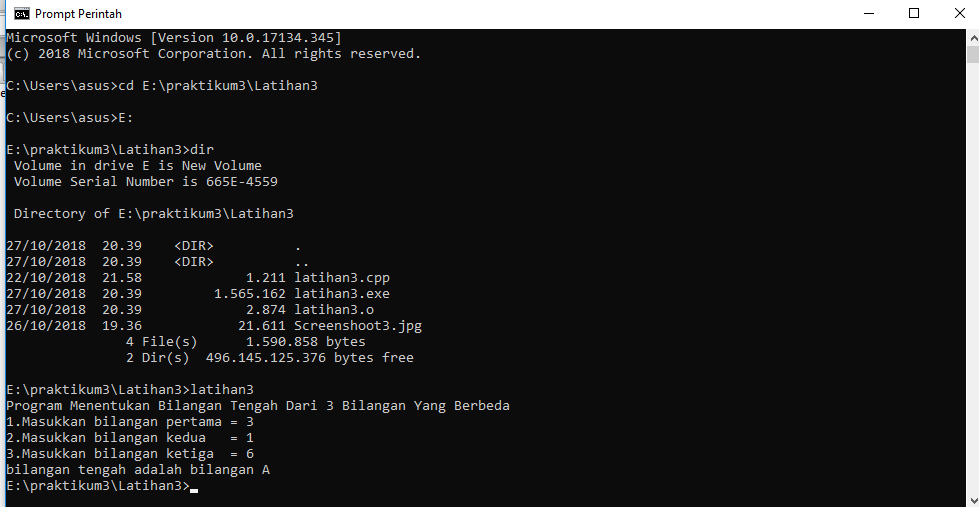 Prompt Perintah
Microsoft Windows [Version 10.0.17134.345]
(c) 2018 Microsoft Corporation. All rights reserved.
C:\Users\asus>cd E:\praktikum3\Latihan3
C:\Users\asus>E:
E:\praktikum3\Latihan3>dir
Volume in drive E is New Volume
Volume Serial Number is 665E-4559
Directory of E:\praktikum3\Latihan3
27/10/2018  20.39    <DIR>          .
27/10/2018  20.39    <DIR>          ..
22/10/2018  21.58             1.211 latihan3.cpp
27/10/2018  20.39         1.565.162 latihan3.exe
27/10/2018  20.39             2.874 latihan3.o
26/10/2018  19.36            21.611 Screenshoot3.jpg
4 File(s)      1.590.858 bytes
2 Dir(s)  496.145.125.376 bytes free
E:\praktikum3\Latihan3>latihan3
Program Menentukan Bilangan Tengah Dari 3 Bilangan Yang Berbeda
1.Masukkan bilangan pertama = 3
2.Masukkan bilangan kedua   = 1
3.Masukkan bilangan ketiga  = 6
bilangan tengah adalah bilangan A
E:\praktikum3\Latihan3>